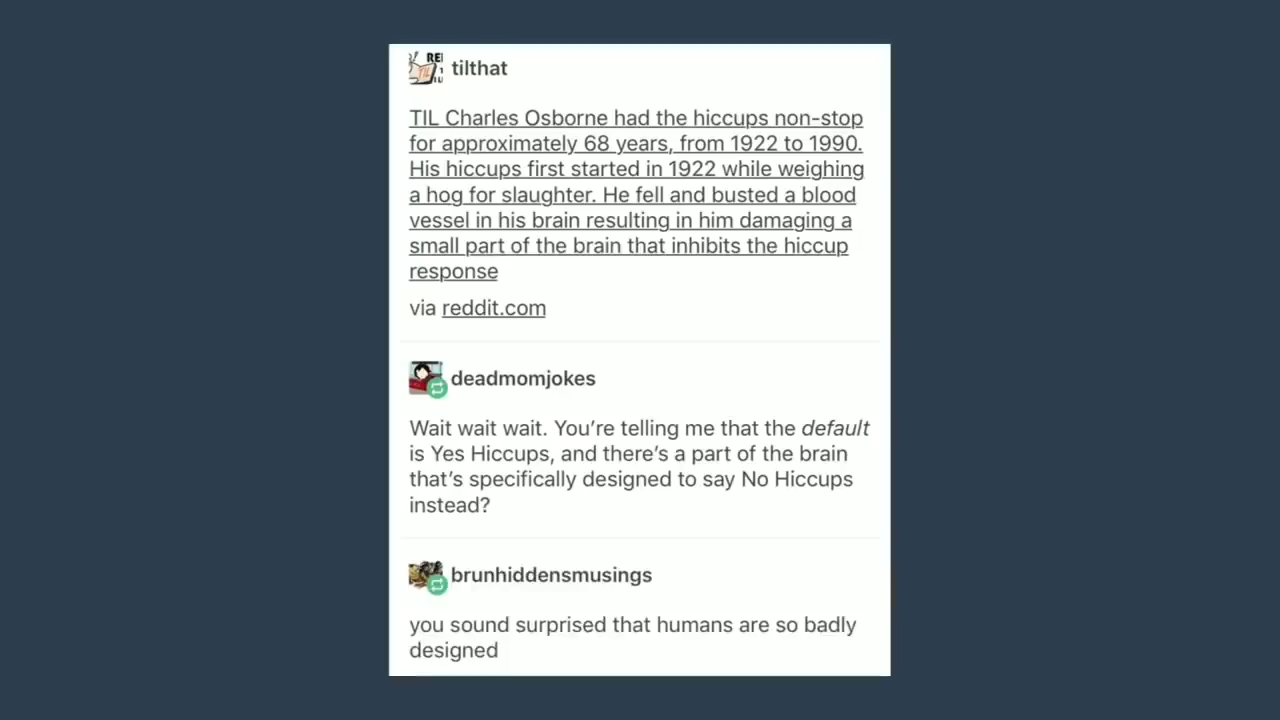 tilthat
TIL Charles Osborne had the hiccups non-stop
for approximately 68 years, from 1922 to 1990.
His hiccups first started in 1922 while weighing
a hog for slaughter. He fell and busted a blood
vessel in his brain resulting in him damaging a
small part of the brain that inhibits the hiccup
response
via reddit.com
deadmomjokes
Wait wait wait. You’re telling me that the default
is Yes Hiccups, and there’s a part of the brain
that’s specifically designed to say No Hiccups
instead?
brunhiddensmusings
you sound surprised that humans are so badly
designed